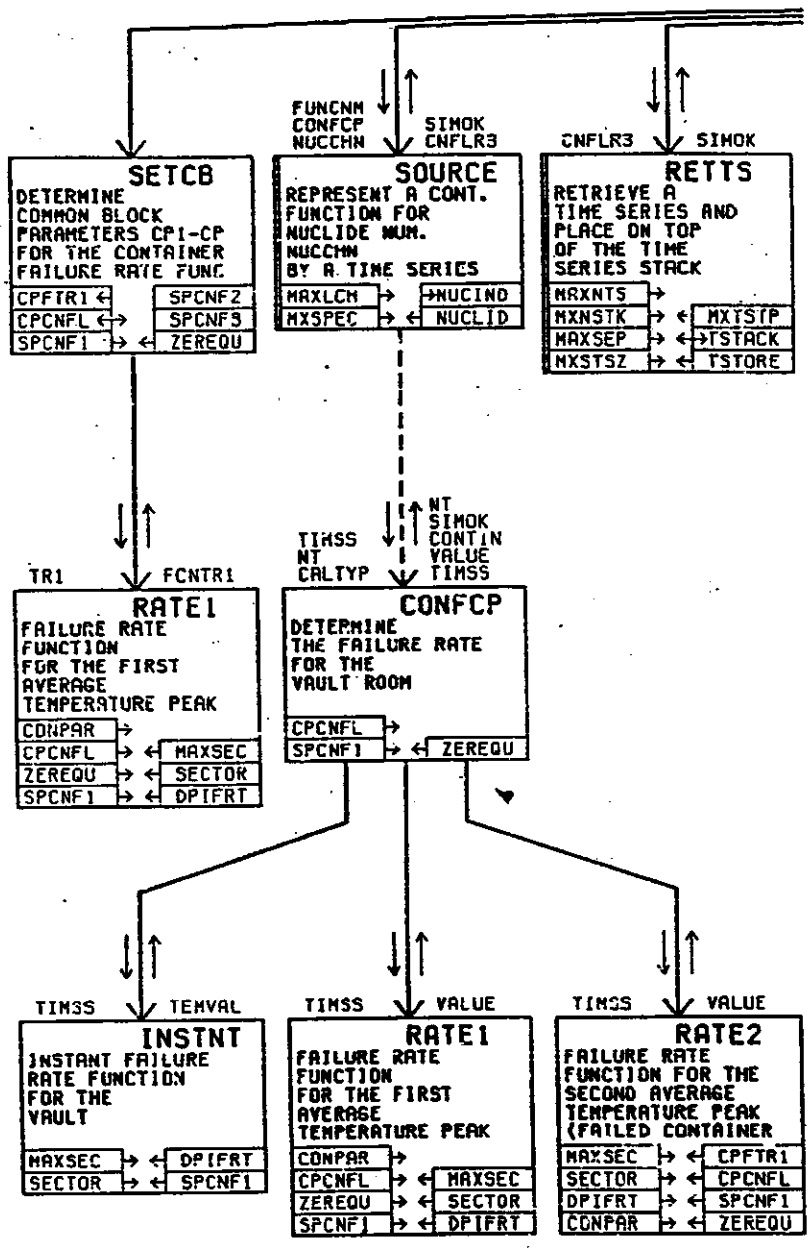 FUNCNM
CONFCP
NUCCHN
SIMOK
CNFLR3
CNFLR3
SIMOK
SETCB
DETERMINE
COMMON BLOCK
PARAMETERS CP1-CP
FOR THE CONTAINER
FAILURE RATE FUNC
CPFTR1 SPCNF2
CPCNFL SPCNF3
SPCNF1 ZEREQU
SOURCE
REPRESENT A CONT.
FUNCTION FOR
NUCLIDE NUM.
NUCCHN
BY A TIME SERIES
MAXLCH NUCIND
MXSPEC NUCLID
RETTS
RETRIEVE A
TIME SERIES AND
PLACE ON TOP
OF THE TIME
SERIES STACK
MAXNTS
MXNSTK MXTSTP
MAXSEP TSTACK
MXSTSZ TSTORE
TR1
FCNTR1
TIMSS
NT
CALTYP
NT
SIMOK
CONTIN
VALUE
TIMSS
RATE1
FAILURE RATE
FUNCTION
FOR THE FIRST
AVERAGE
TEMPERATURE PEAK
CONPAR
CPCNFL MAXSEC
ZEREQU SECTOR
SPCNF1 DPIFRT
CONFCP
DETERMINE
THE FAILURE RATE
FOR THE
VAULT ROOM
CPCNFL
SPCNF1 ZEREQU
TIMSS
TEMVAL
TIMSS
VALUE
TIMSS
VALUE
INSTNT
INSTANT FAILURE
RATE FUNCTION
FOR THE
VAULT
MAXSEC DPIFRT
SECTOR SPCNF1
RATE1
FAILURE RATE
FUNCTION
FOR THE FIRST
AVERAGE
TEMPERATURE PEAK
CONPAR
CPCNFL MAXSEC
ZEREQU SECTOR
SPCNF1 DPIFRT
RATE2
FAILURE RATE
FUNCTION FOR THE
SECOND AVERAGE
TEMPERATURE PEAK
(FAILED CONTAINER
MAXSEC CPFTR1
SECTOR CPCNFL
DPIFRT SPCNF1
CONPAR ZEREQU